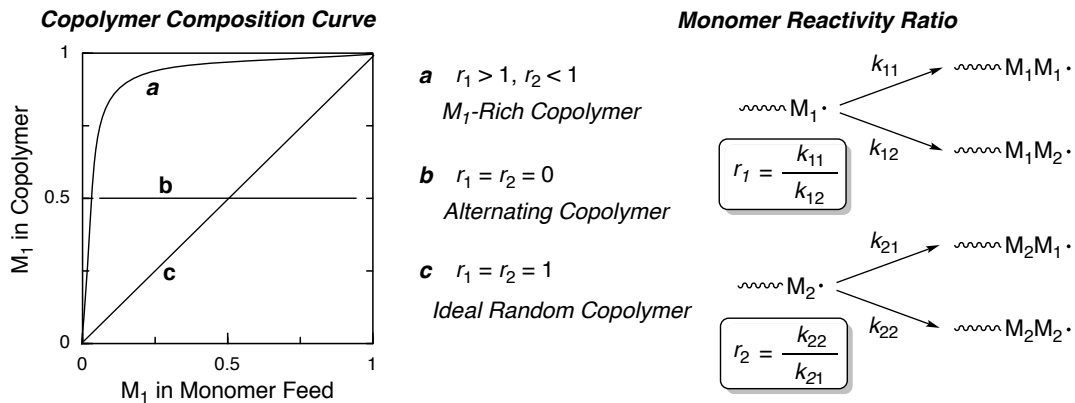 Copolymer Composition Curve
1
0.5
0
M₁ in Copolymer
a
b
c
0
0.5
1
M₁ in Monomer Feed
a r₁ > 1, r₂ < 1
M₁-Rich Copolymer
b r₁ = r₂ = 0
Alternating Copolymer
c r₁ = r₂ = 1
Ideal Random Copolymer
Monomer Reactivity Ratio
M₁·
k₁₁
M₁M₁·
k₁₂
M₁M₂·
r₁ = k₁₁ / k₁₂
M₂·
k₂₁
M₂M₁·
k₂₂
M₂M₂·
r₂ = k₂₂ / k₂₁